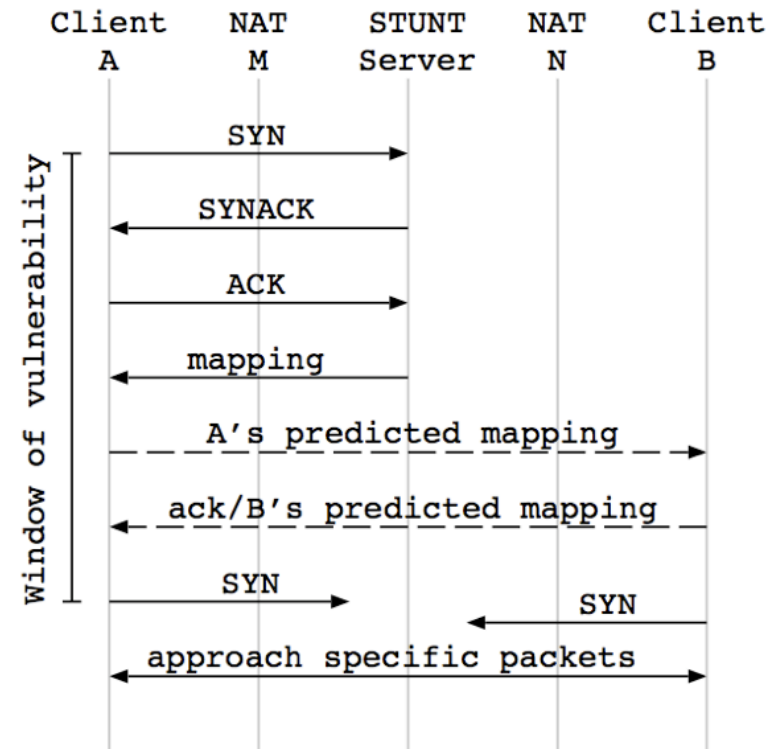 Client NAT STUNT NAT Client
A M Server N B
SYN
SYNACK
ACK
mapping
A's predicted mapping
ack/B's predicted mapping
SYN
SYN
approach specific packets
Window of vulnerability